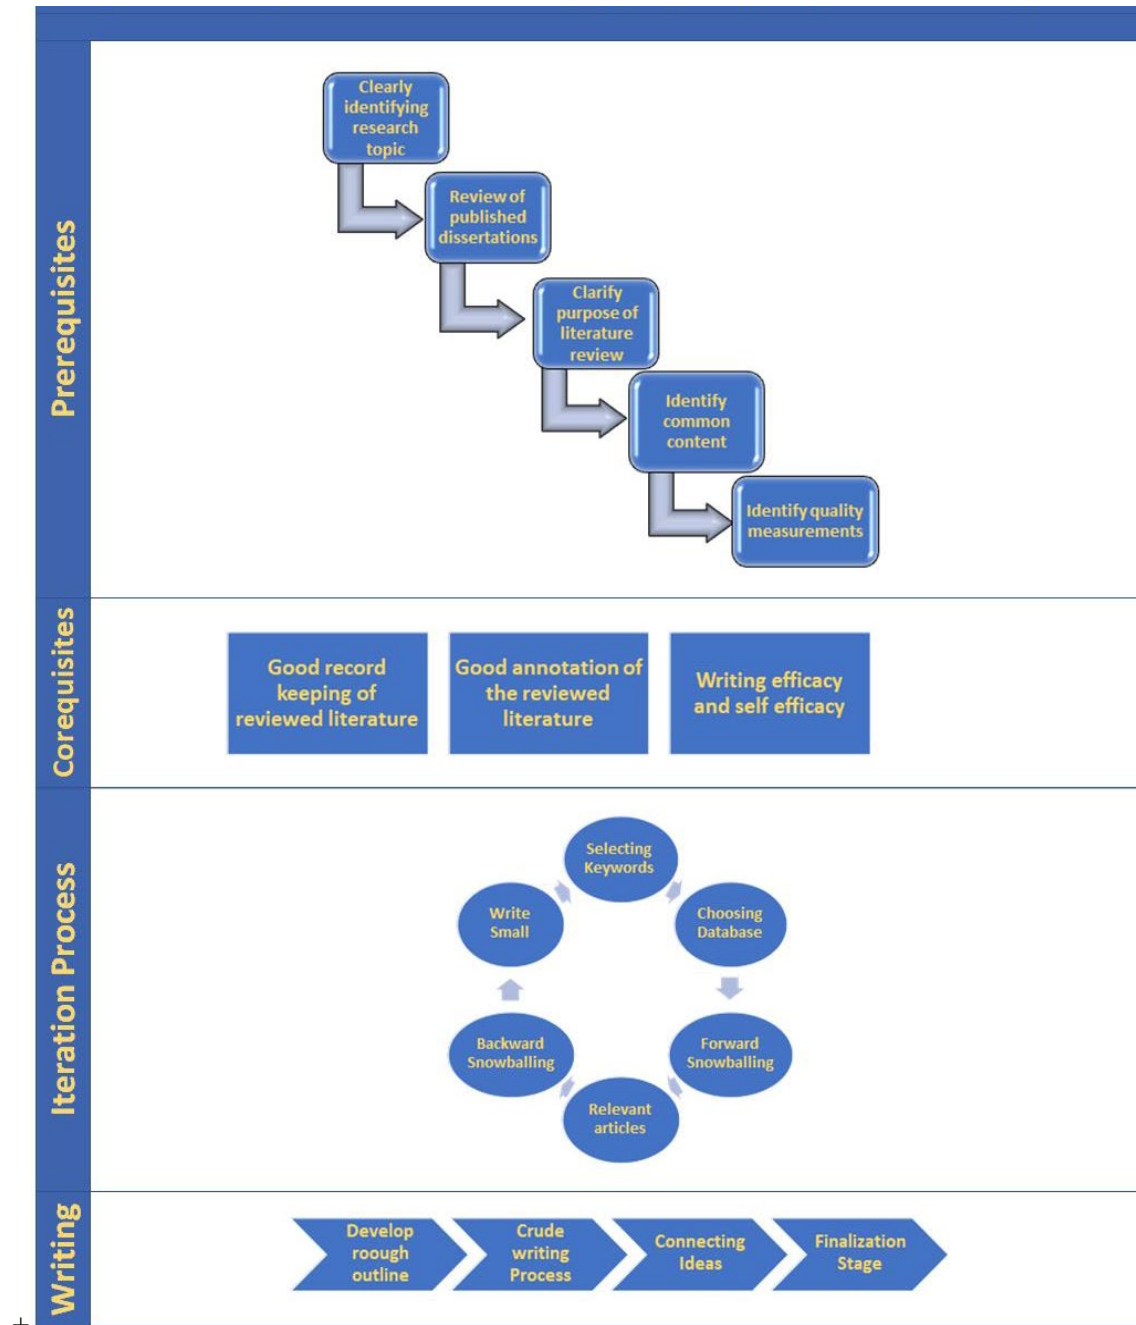 Prerequisites
Clearly
identifying
research
topic
Review of
published
dissertations
Clarify
purpose of
literature
review
Identify
common
content
Identify quality
measurements
Corequisites
Good record
keeping of
reviewed literature
Good annotation of
the reviewed
literature
Writing efficacy
and self efficacy
Iteration Process
Selecting
Keywords
Choosing
Database
Forward
Snowballing
Relevant
articles
Backward
Snowballing
Write
Small
Writing
Develop
roough
outline
Crude
writing
Process
Connecting
Ideas
Finalization
Stage